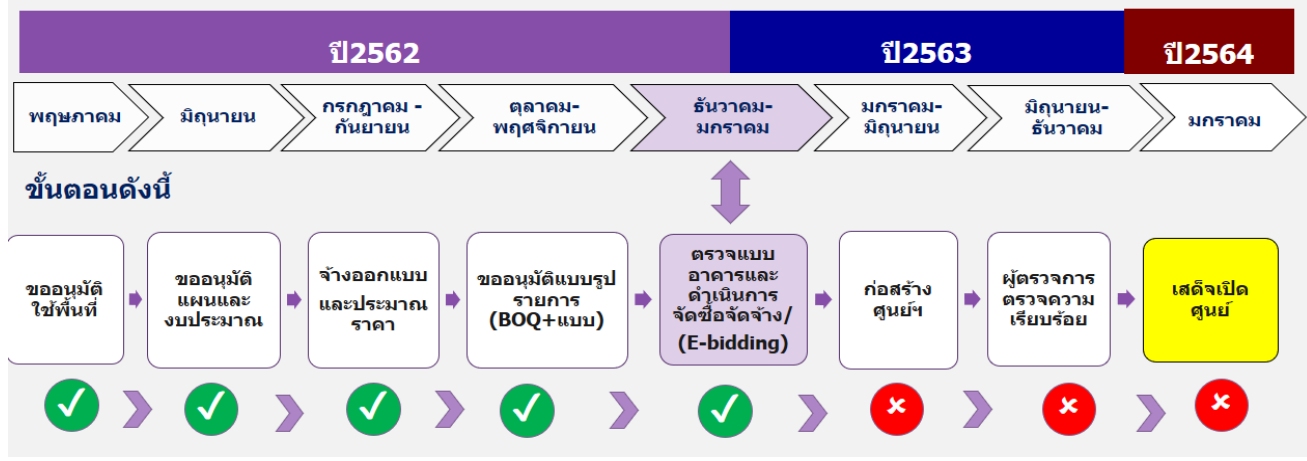 ปี2562
ปี2563
ปี2564
พฤษภาคม
มิถุนายน
กรกฎาคม -
กันยายน
ตุลาคม-
พฤศจิกายน
ธันวาคม-
มกราคม
มกราคม-
มิถุนายน
มิถุนายน-
ธันวาคม
มกราคม
ขั้นตอนดังนี้
ขออนุมัติ
ใช้พื้นที่
ขออนุมัติ
แผนและ
งบประมาณ
จ้างออกแบบ
และประมาณ
ราคา
ขออนุมัติแบบรูป
รายการ
(BOQ+แบบ)
ตรวจแบบ
อาคารและ
ดำเนินการ
จัดซื้อจัดจ้าง/
(E-bidding)
ก่อสร้าง
ศูนย์ฯ
ผู้ตรวจการ
ตรวจความ
เรียบร้อย
เสด็จเปิด
ศูนย์